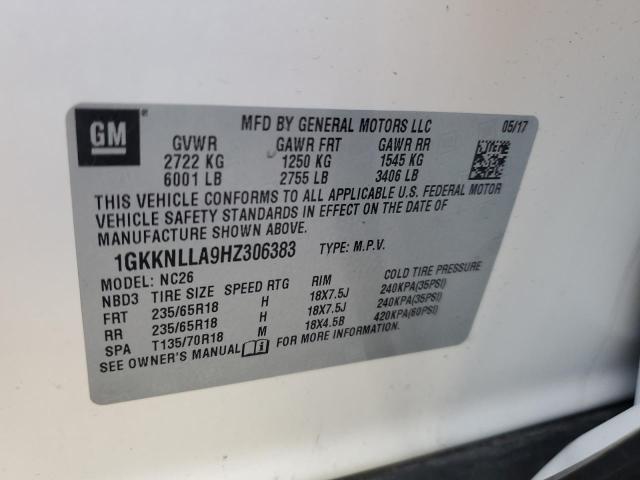 GM
MFD BY GENERAL MOTORS LLC 05/17
GVWR GAWR FRT GAWR RR
2722 KG 1250 KG 1545 KG
6001 LB 2755 LB 3406 LB
THIS VEHICLE CONFORMS TO ALL APPLICABLE U.S. FEDERAL MOTOR
VEHICLE SAFETY STANDARDS IN EFFECT ON THE DATE OF
MANUFACTURE SHOWN ABOVE.
1GKKNLLA9HZ306383 TYPE: M.P.V.
MODEL: NC26
NBD3 TIRE SIZE SPEED RTG RIM COLD TIRE PRESSURE
FRT 235/65R18 H 18X7.5J 240KPA(35PSI)
RR 235/65R18 H 18X7.5J 240KPA(35PSI)
SPA T135/70R18 M 18X4.5B 420KPA(60PSI)
SEE OWNER'S MANUAL FOR MORE INFORMATION.